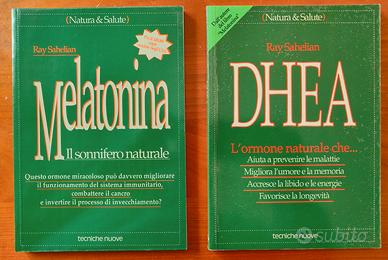 (Natura & Salute)
Ray Sahelian
Melatonina
Il sonnifero naturale
Questo ormone miracoloso può davvero migliorare
il funzionamento del sistema immunitario,
combattere il cancro
e invertire il processo di invecchiamento?
tecniche nuove
(Natura & Salute)
Ray Sahelian
DHEA
L'ormone naturale che...
Aiuta a prevenire le malattie
Migliora l'umore e la memoria
Accresce la libido e le energie
Favorisce la longevità
tecniche nuove
subito